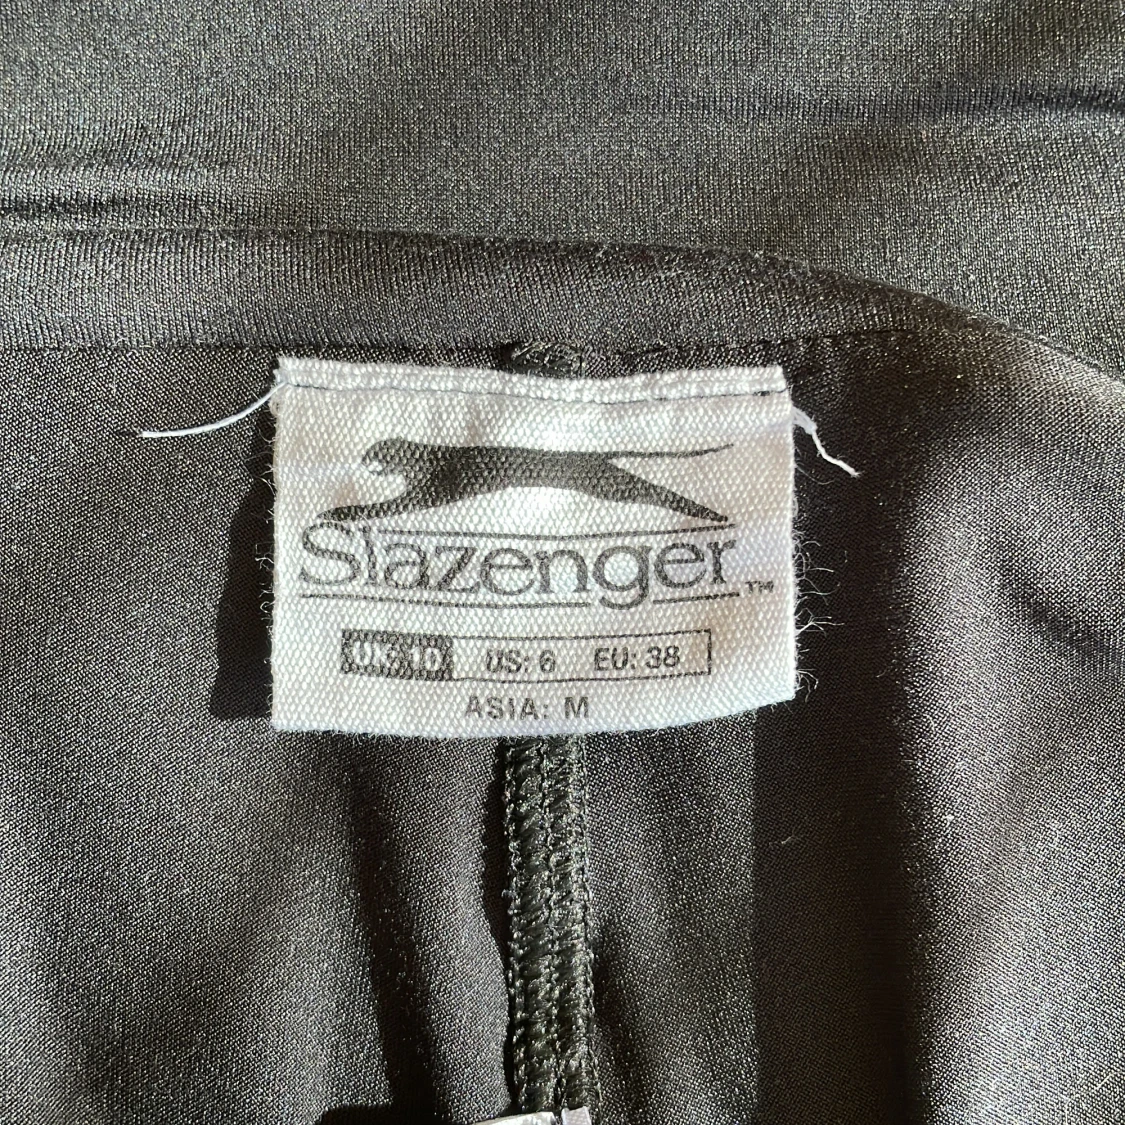 Slazenger™
UK: 10 US: 6 EU: 38
ASIA: M